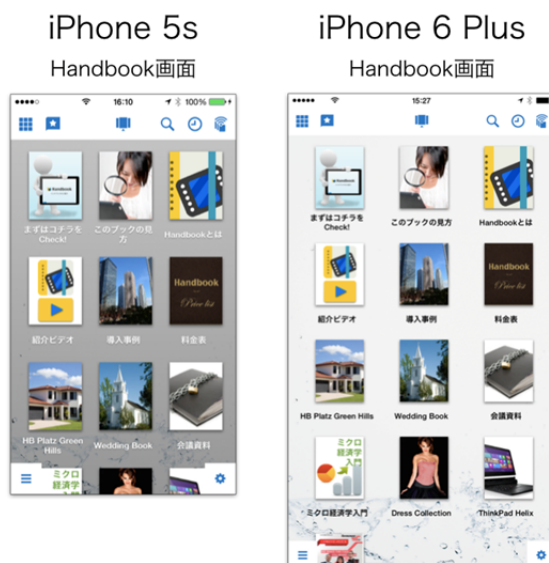 iPhone 5s
Handbook画面
16:10
100%
まずはコチラを
Check!
このブックの見
方
Handbookとは
紹介ビデオ
導入事例
Handbook
Price list
料金表
HB Platz Green
Hills
Wedding Book
会議資料
ミクロ
経済学
入門
iPhone 6 Plus
Handbook画面
15:27
まずはコチラを
Check!
このブックの見方
Handbookとは
紹介ビデオ
導入事例
Handbook
Price list
料金表
HB Platz Green Hills
Wedding Book
会議資料
ミクロ
経済学
入門
ミクロ経済学入門
Dress Collection
ThinkPad Helix